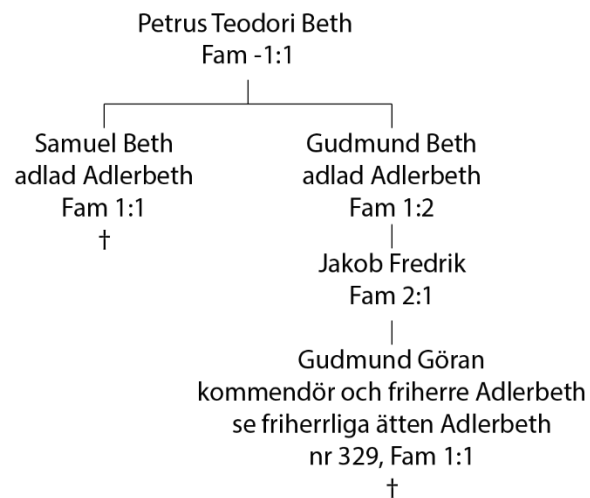 Petrus Teodori Beth
Fam -1:1
Samuel Beth
adlad Adlerbeth
Fam 1:1
†
Gudmund Beth
adlad Adlerbeth
Fam 1:2
Jakob Fredrik
Fam 2:1
Gudmund Göran
kommendör och friherre Adlerbeth
se friherrliga ätten Adlerbeth
nr 329, Fam 1:1
†